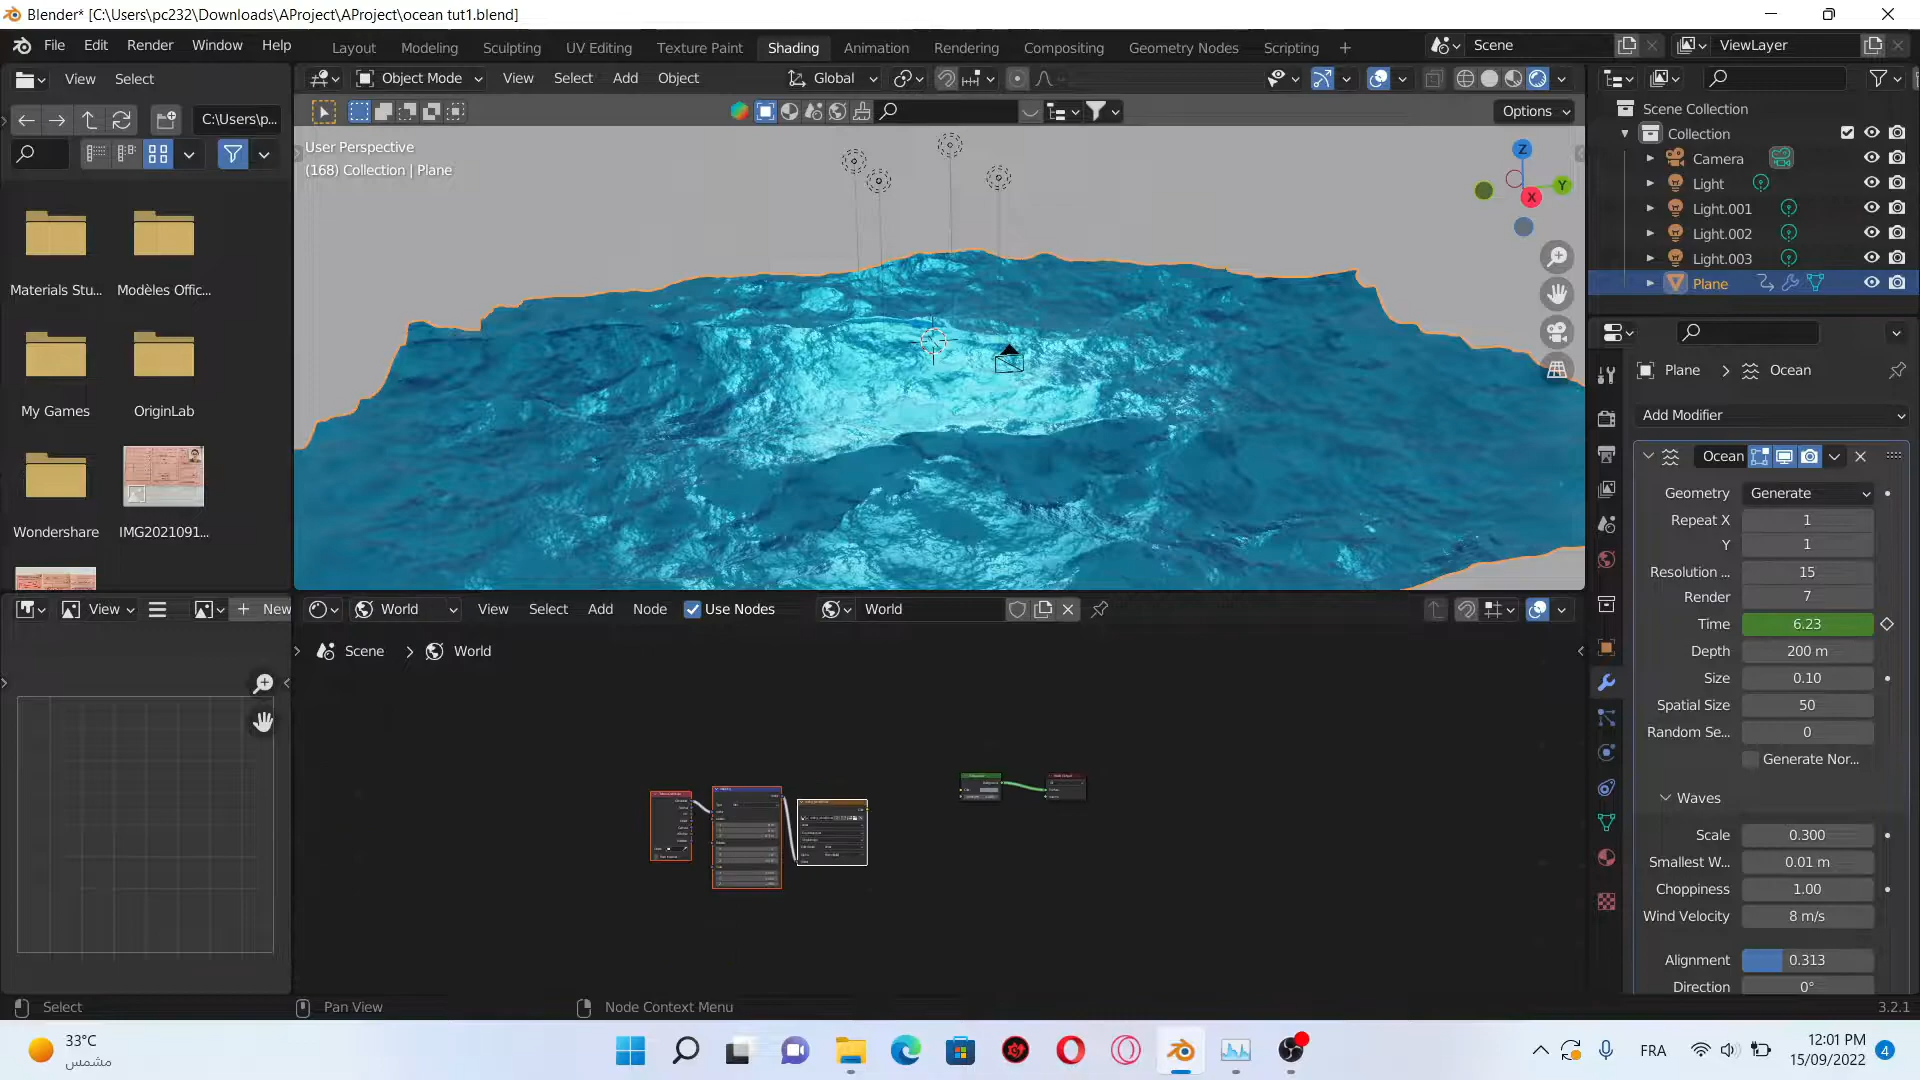 Blender* [C:\Users\pc232\Downloads\AProject\AProject\ocean tut1.blend]
File Edit Render Window Help
Layout Modeling Sculpting UV Editing Texture Paint Shading Animation Rendering Compositing Geometry Nodes Scripting +
Scene
ViewLayer
View Select
Object Mode View Select Add Object
Global
C:\Users\p...
Options
User Perspective
(168) Collection | Plane
Z
Y
X
Scene Collection
Collection
Camera
Light
Light.001
Light.002
Light.003
Plane
Materials Stu... Modèles Offic...
My Games OriginLab
Wondershare IMG2021091...
Plane > Ocean
Add Modifier
Ocean
Geometry Generate
Repeat X 1
Y 1
Resolution ... 15
Render 7
Time 6.23
Depth 200 m
Size 0.10
Spatial Size 50
Random Se... 0
Generate Nor...
Waves
Scale 0.300
Smallest W... 0.01 m
Choppiness 1.00
Wind Velocity 8 m/s
Alignment 0.313
Direction 0°
View + New
World View Select Add Node Use Nodes World
Scene > World
Select Pan View Node Context Menu 3.2.1
33°C
مشمس
FRA
12:01 PM
15/09/2022
4